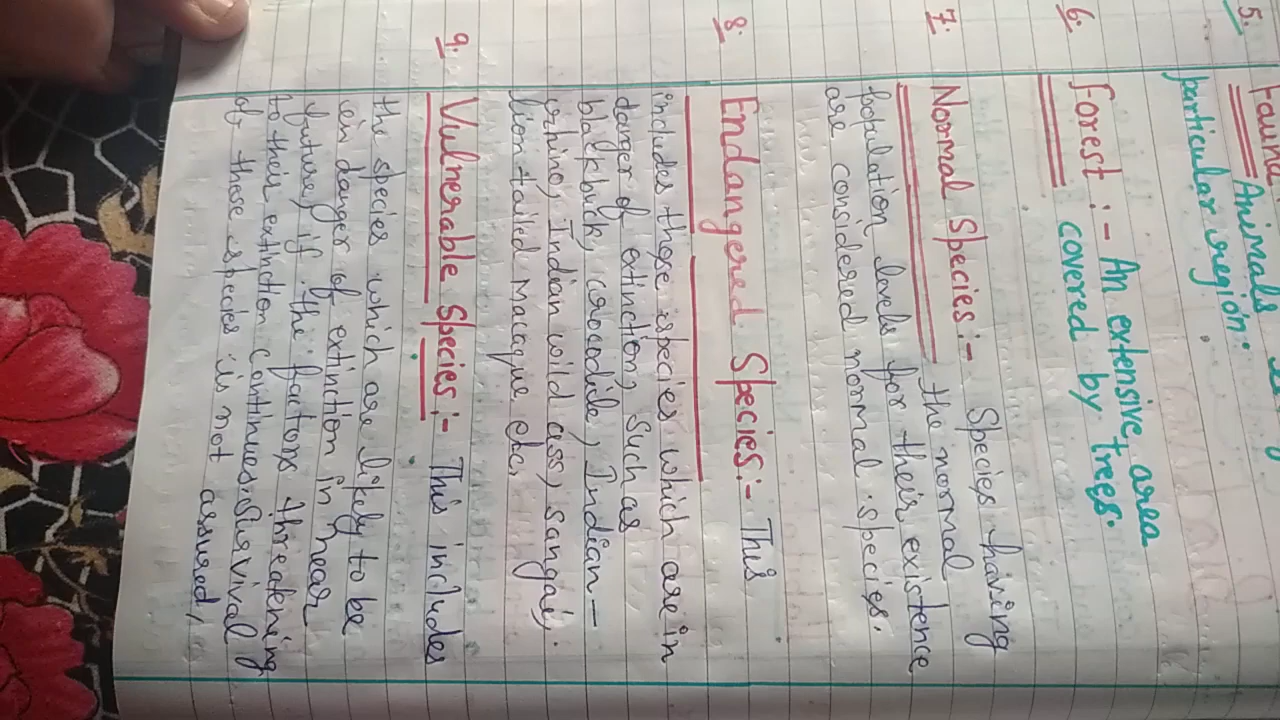 5. Fauna Animals
particular region.
6. Forest :- An extensive area
covered by trees.
7. Normal Species:- Species having
the normal
population levels for their existence
are considered normal species.
8. Endangered Species:- This
includes those species which are in
danger of extinction, Such as
blackbuck, crocodile, Indian-
rhino, Indian wild ass, sangai,
lion tailed macaque etc,
9. Vulnerable Species:- This includes
the species which are likely to be
in danger of extinction in near
future, if the factors threatening
to their extinction continues. Survival
of these species is not assured,